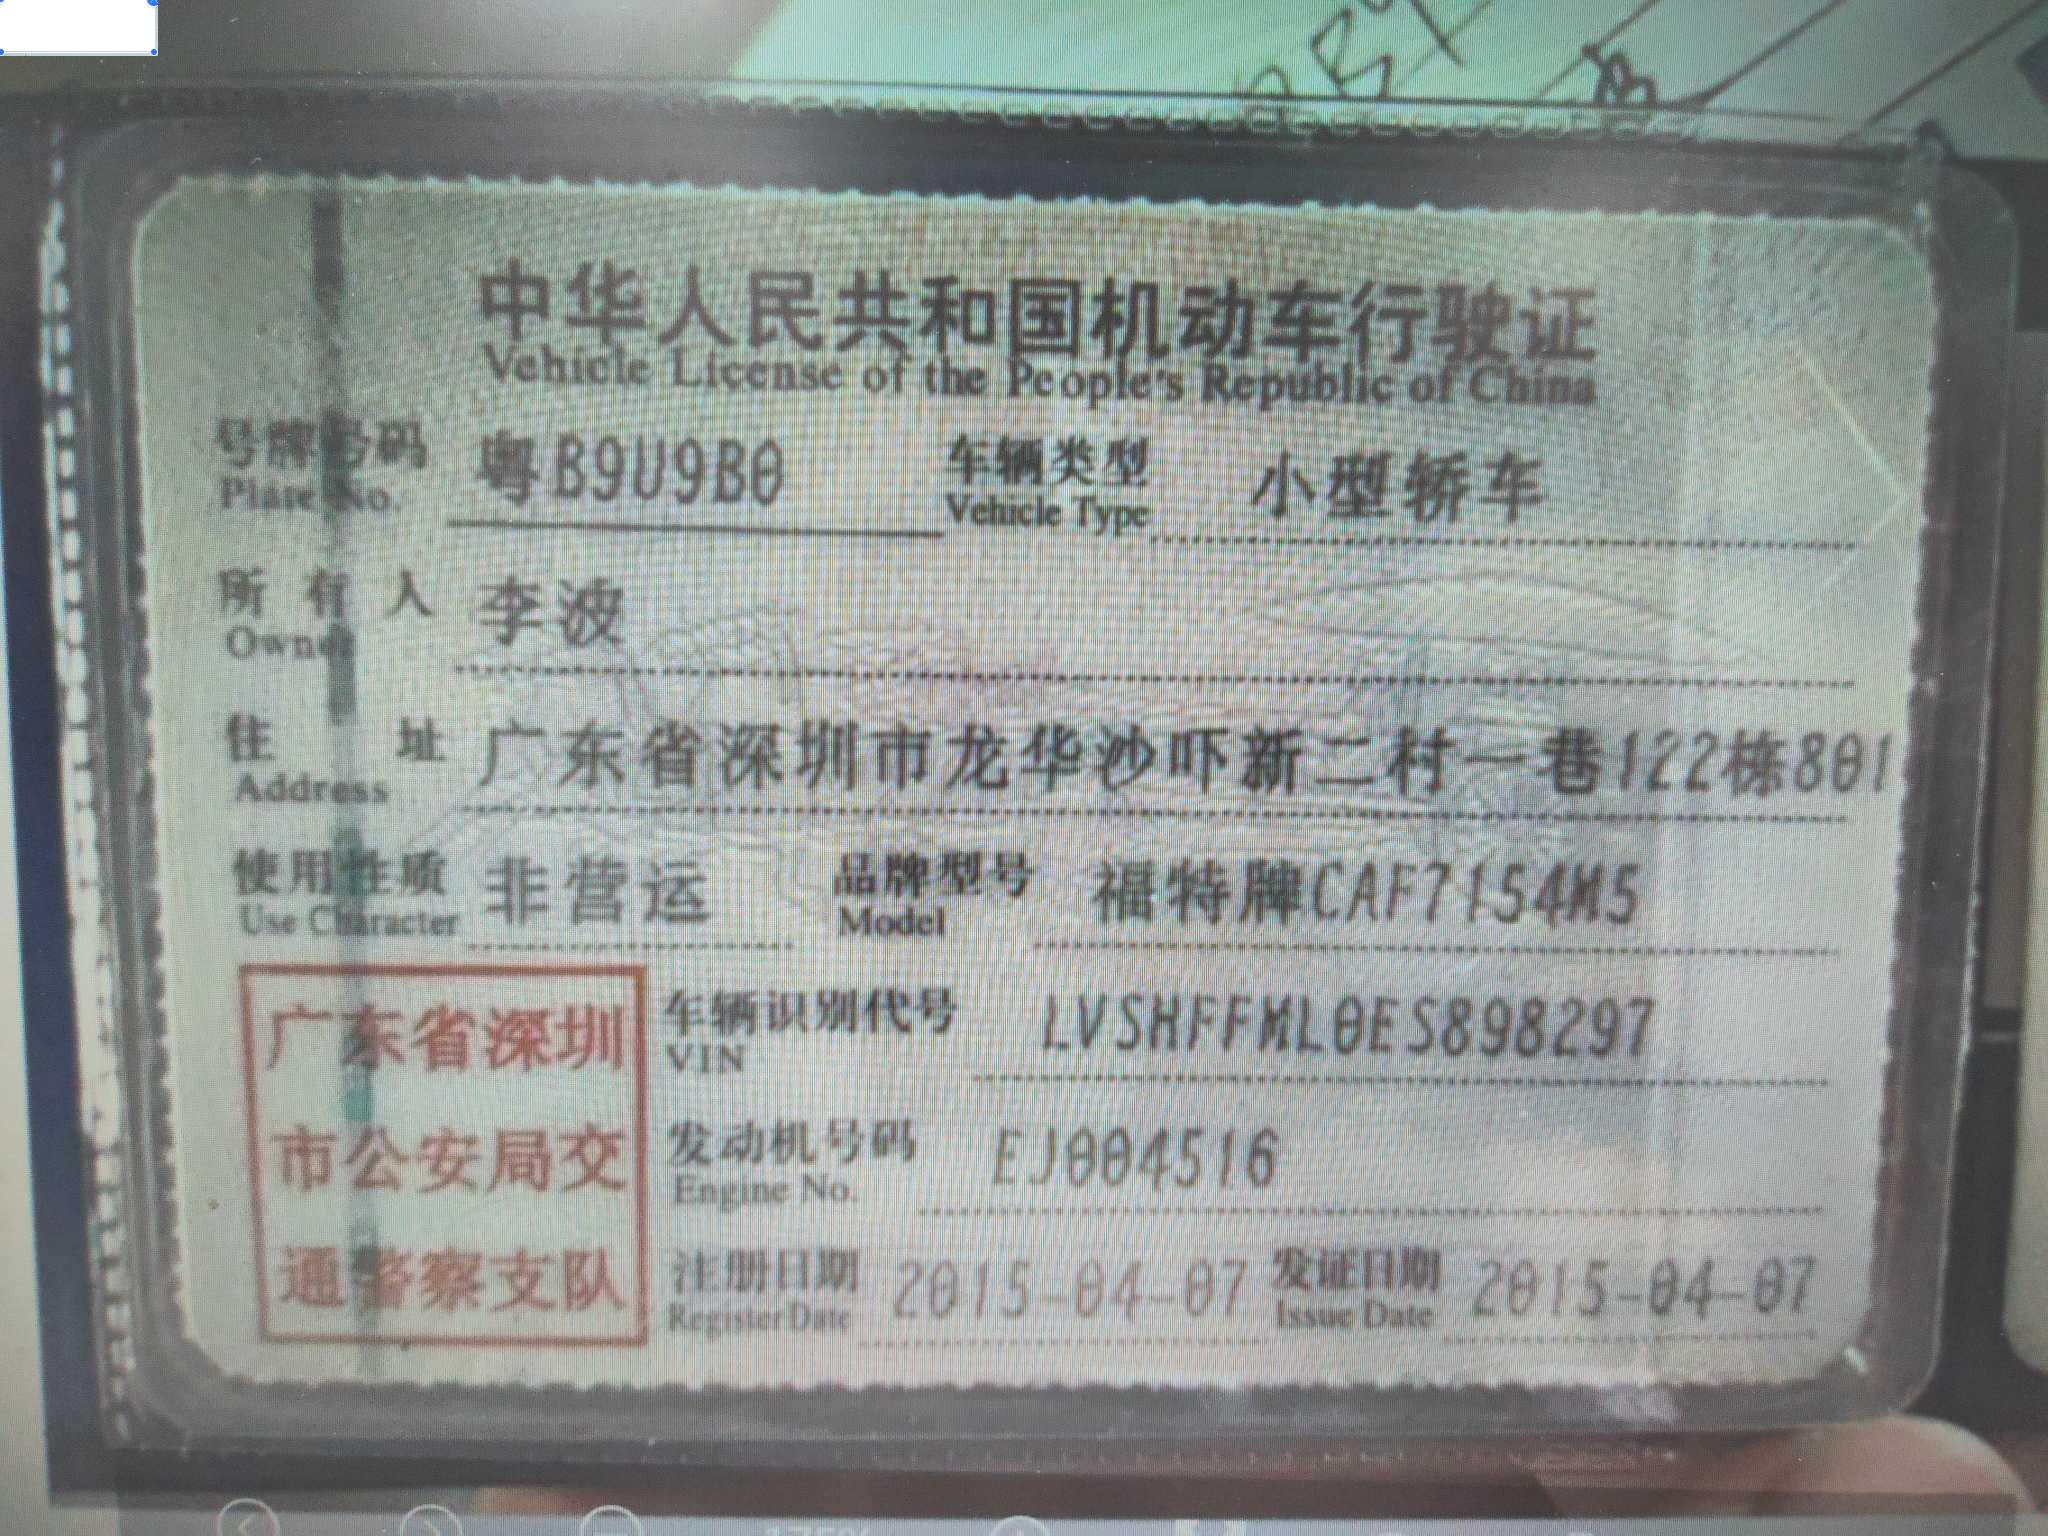 中华人民共和国机动车行驶证
Vehicle License of the People's Republic of China
号牌号码 粤B9U9B0 车辆类型 小型轿车
Plate No. Vehicle Type
所有人 李波
Owner
住址 广东省深圳市龙华沙吓新二村一巷122栋801
Address
使用性质 非营运 品牌型号 福特牌CAF7154M5
Use Character Model
广东省深圳
市公安局交
通警察支队
车辆识别代号 LVSHFFML0ES898297
VIN
发动机号码 EJ004516
Engine No.
注册日期 2015-04-07 发证日期 2015-04-07
Register Date Issue Date